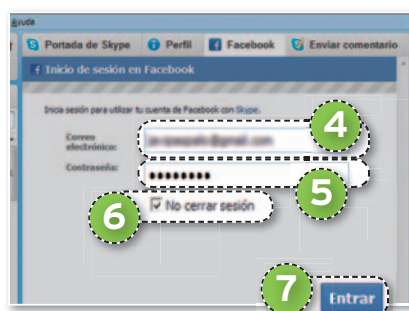 Ayuda
Portada de Skype Perfil Facebook Enviar comentario
Inicio de sesión en Facebook
Inicia sesión para utilizar tu cuenta de Facebook con Skype.
Correo electrónico: 4
Contraseña: 5
6 No cerrar sesión
7 Entrar